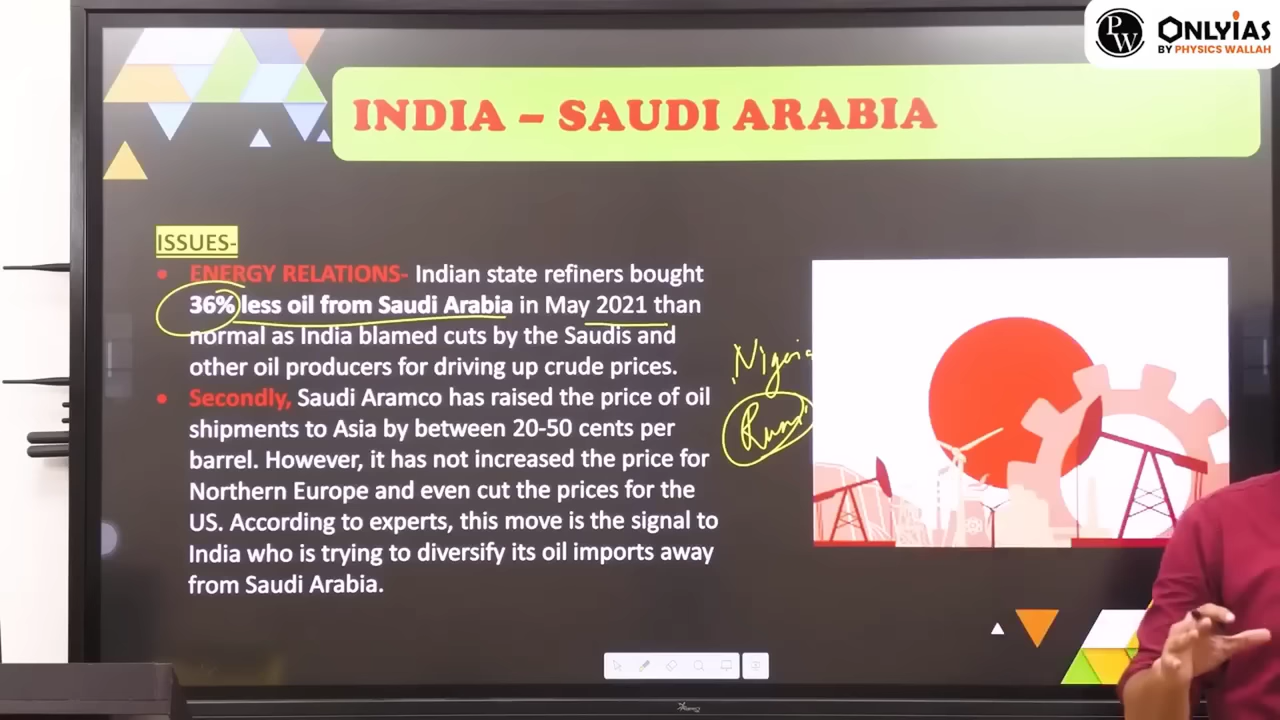 PW
ONLYIAS
BY PHYSICS WALLAH
INDIA – SAUDI ARABIA
ISSUES-
• ENERGY RELATIONS- Indian state refiners bought
36% less oil from Saudi Arabia in May 2021 than
normal as India blamed cuts by the Saudis and
other oil producers for driving up crude prices.
Nigeria
• Secondly, Saudi Aramco has raised the price of oil
shipments to Asia by between 20-50 cents per
barrel. However, it has not increased the price for
Northern Europe and even cut the prices for the
US. According to experts, this move is the signal to
India who is trying to diversify its oil imports away
from Saudi Arabia.